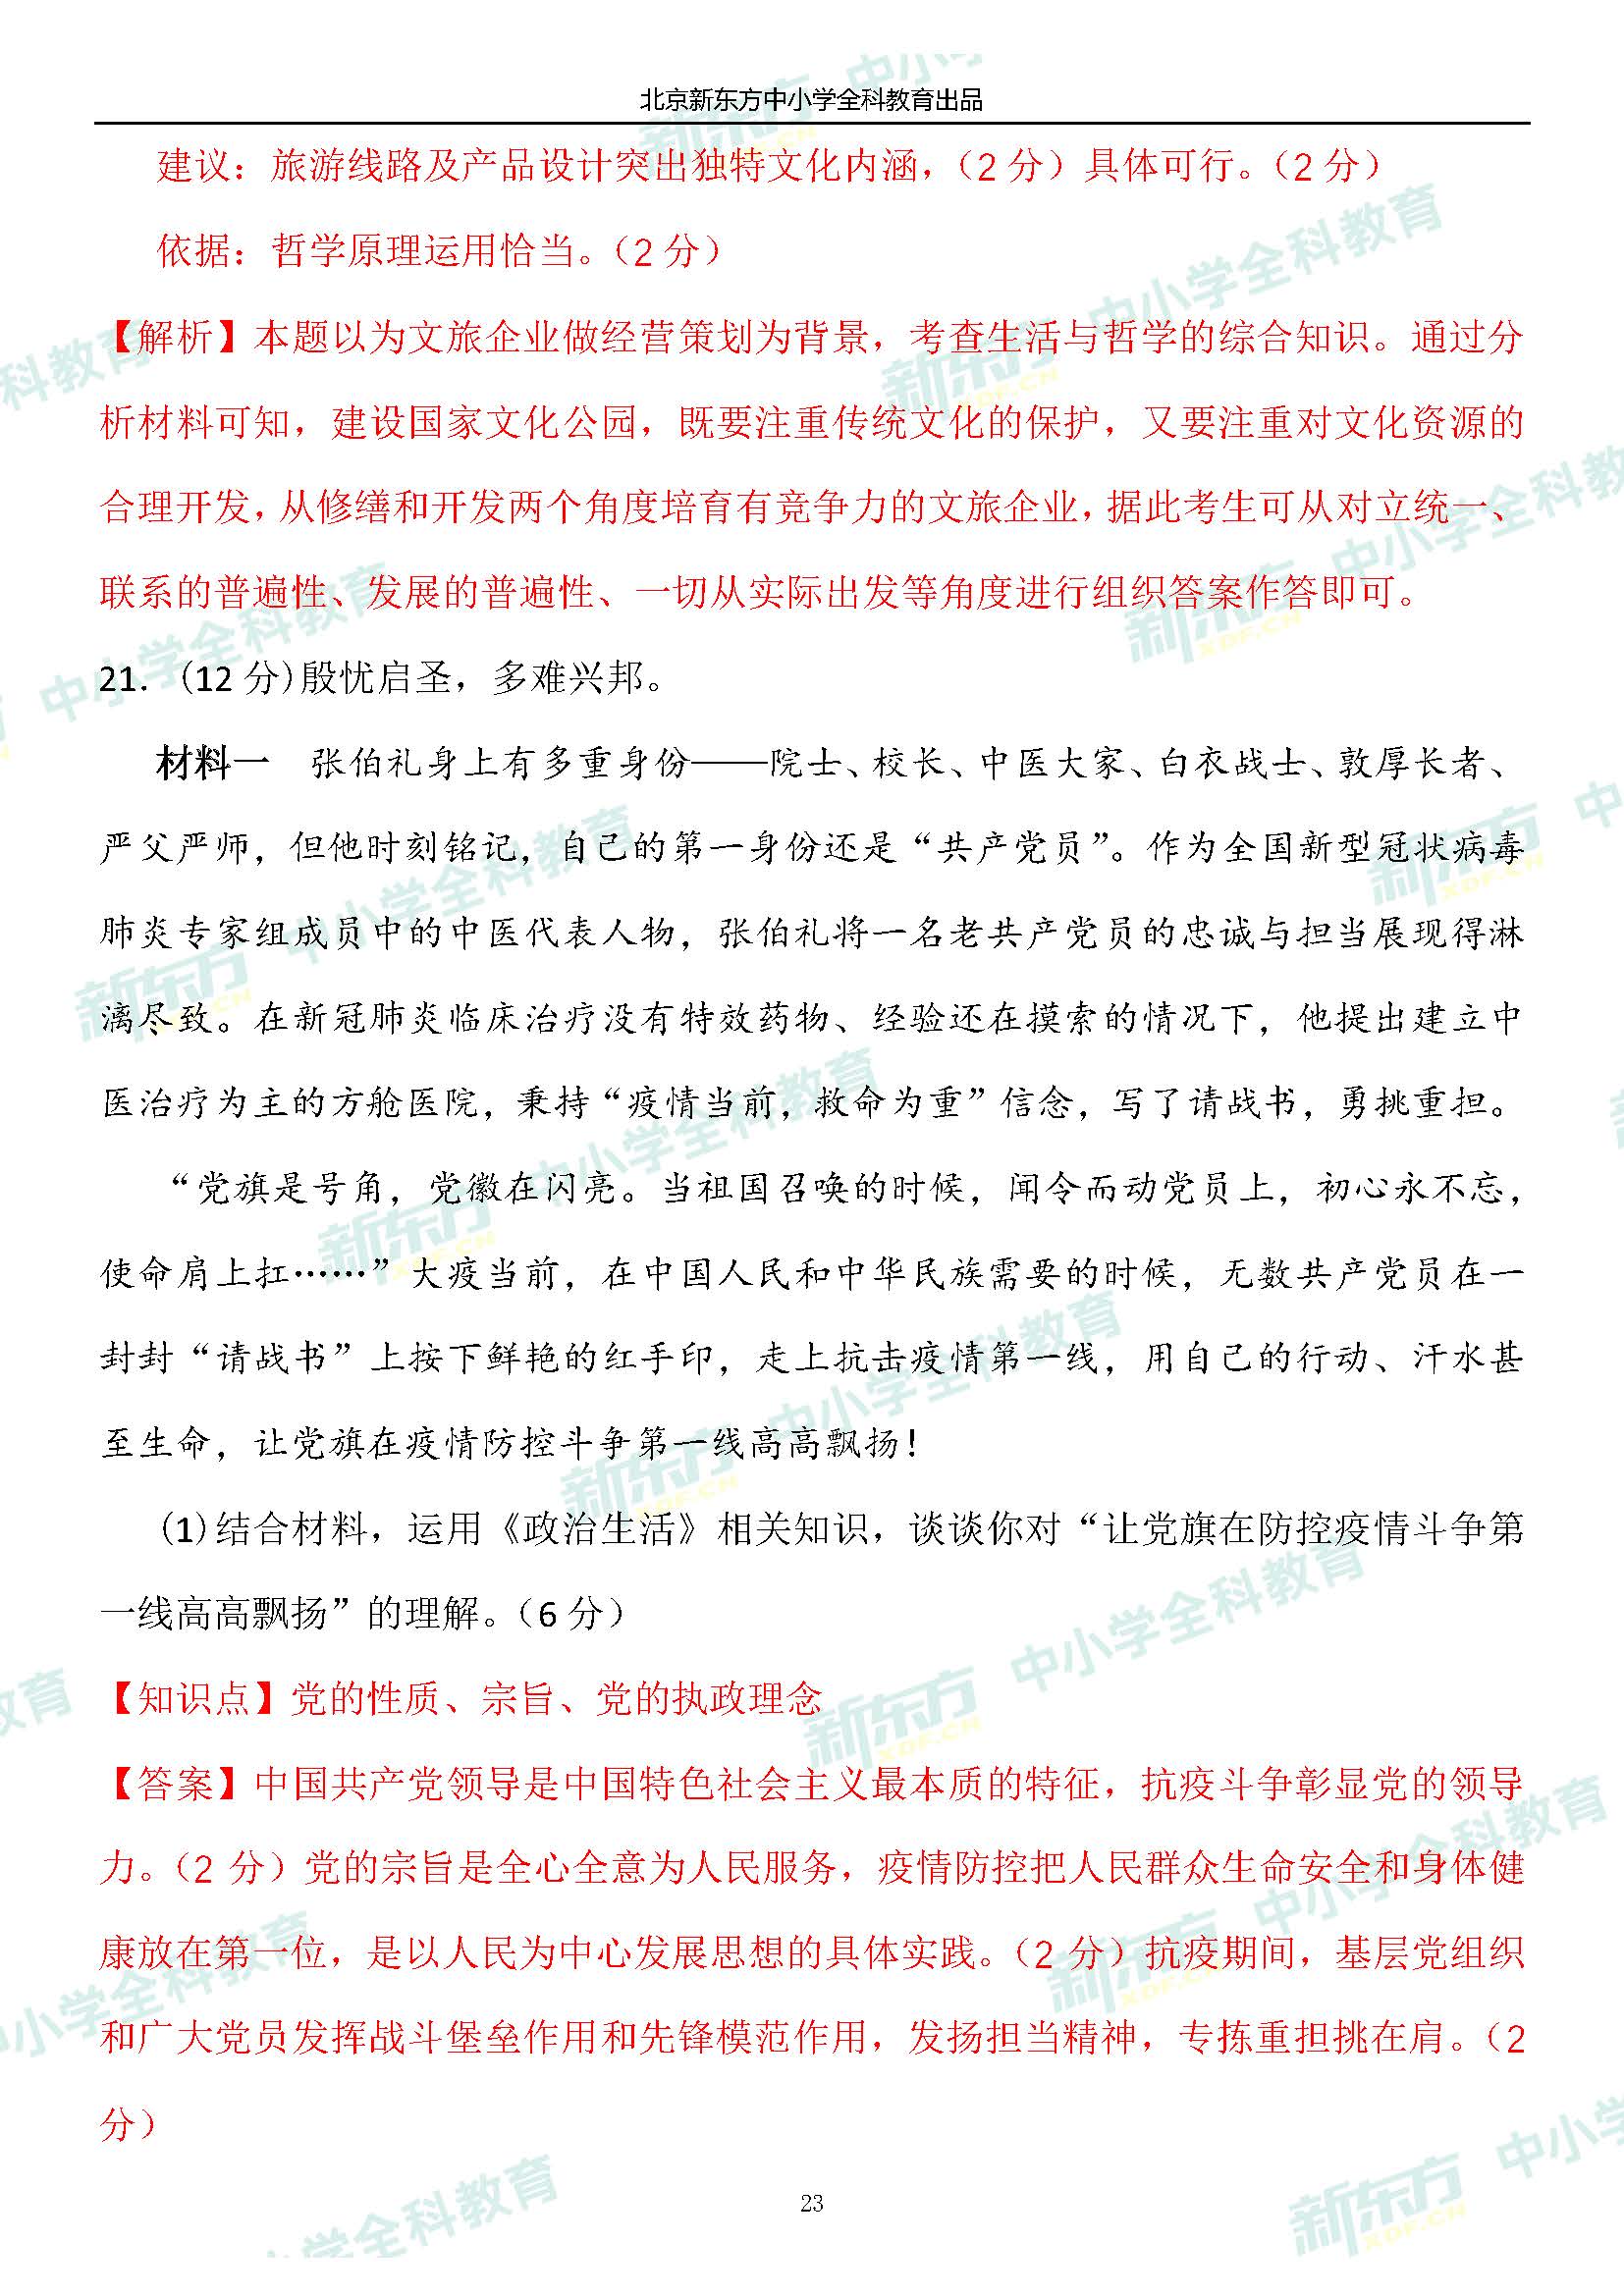 北京新东方中小学全科教育出品
建议：旅游线路及产品设计突出独特文化内涵，（2 分）具体可行。（2 分）
依据：哲学原理运用恰当。（2 分）
【解析】本题以为文旅企业做经营策划为背景，考查生活与哲学的综合知识。通过分
析材料可知，建设国家文化公园，既要注重传统文化的保护，又要注重对文化资源的
合理开发，从修缮和开发两个角度培育有竞争力的文旅企业，据此考生可从对立统一、
联系的普遍性、发展的普遍性、一切从实际出发等角度进行组织答案作答即可。
21. (12 分)殷忧启圣，多难兴邦。
材料一　张伯礼身上有多重身份——院士、校长、中医大家、白衣战士、敦厚长者、
严父严师，但他时刻铭记，自己的第一身份还是“共产党员”。作为全国新型冠状病毒
肺炎专家组成员中的中医代表人物，张伯礼将一名老共产党员的忠诚与担当展现得淋
漓尽致。在新冠肺炎临床治疗没有特效药物、经验还在摸索的情况下，他提出建立中
医治疗为主的方舱医院，秉持“疫情当前，救命为重”信念，写了请战书，勇挑重担。
“党旗是号角，党徽在闪亮。当祖国召唤的时候，闻令而动党员上，初心永不忘，
使命肩上扛……”大疫当前，在中国人民和中华民族需要的时候，无数共产党员在一
封封“请战书”上按下鲜艳的红手印，走上抗击疫情第一线，用自己的行动、汗水甚
至生命，让党旗在疫情防控斗争第一线高高飘扬！
(1)结合材料，运用《政治生活》相关知识，谈谈你对“让党旗在防控疫情斗争第
一线高高飘扬”的理解。（6 分）
【知识点】党的性质、宗旨、党的执政理念
【答案】中国共产党领导是中国特色社会主义最本质的特征，抗疫斗争彰显党的领导
力。（2 分）党的宗旨是全心全意为人民服务，疫情防控把人民群众生命安全和身体健
康放在第一位，是以人民为中心发展思想的具体实践。（2 分）抗疫期间，基层党组织
和广大党员发挥战斗堡垒作用和先锋模范作用，发扬担当精神，专拣重担挑在肩。（2
分）
23